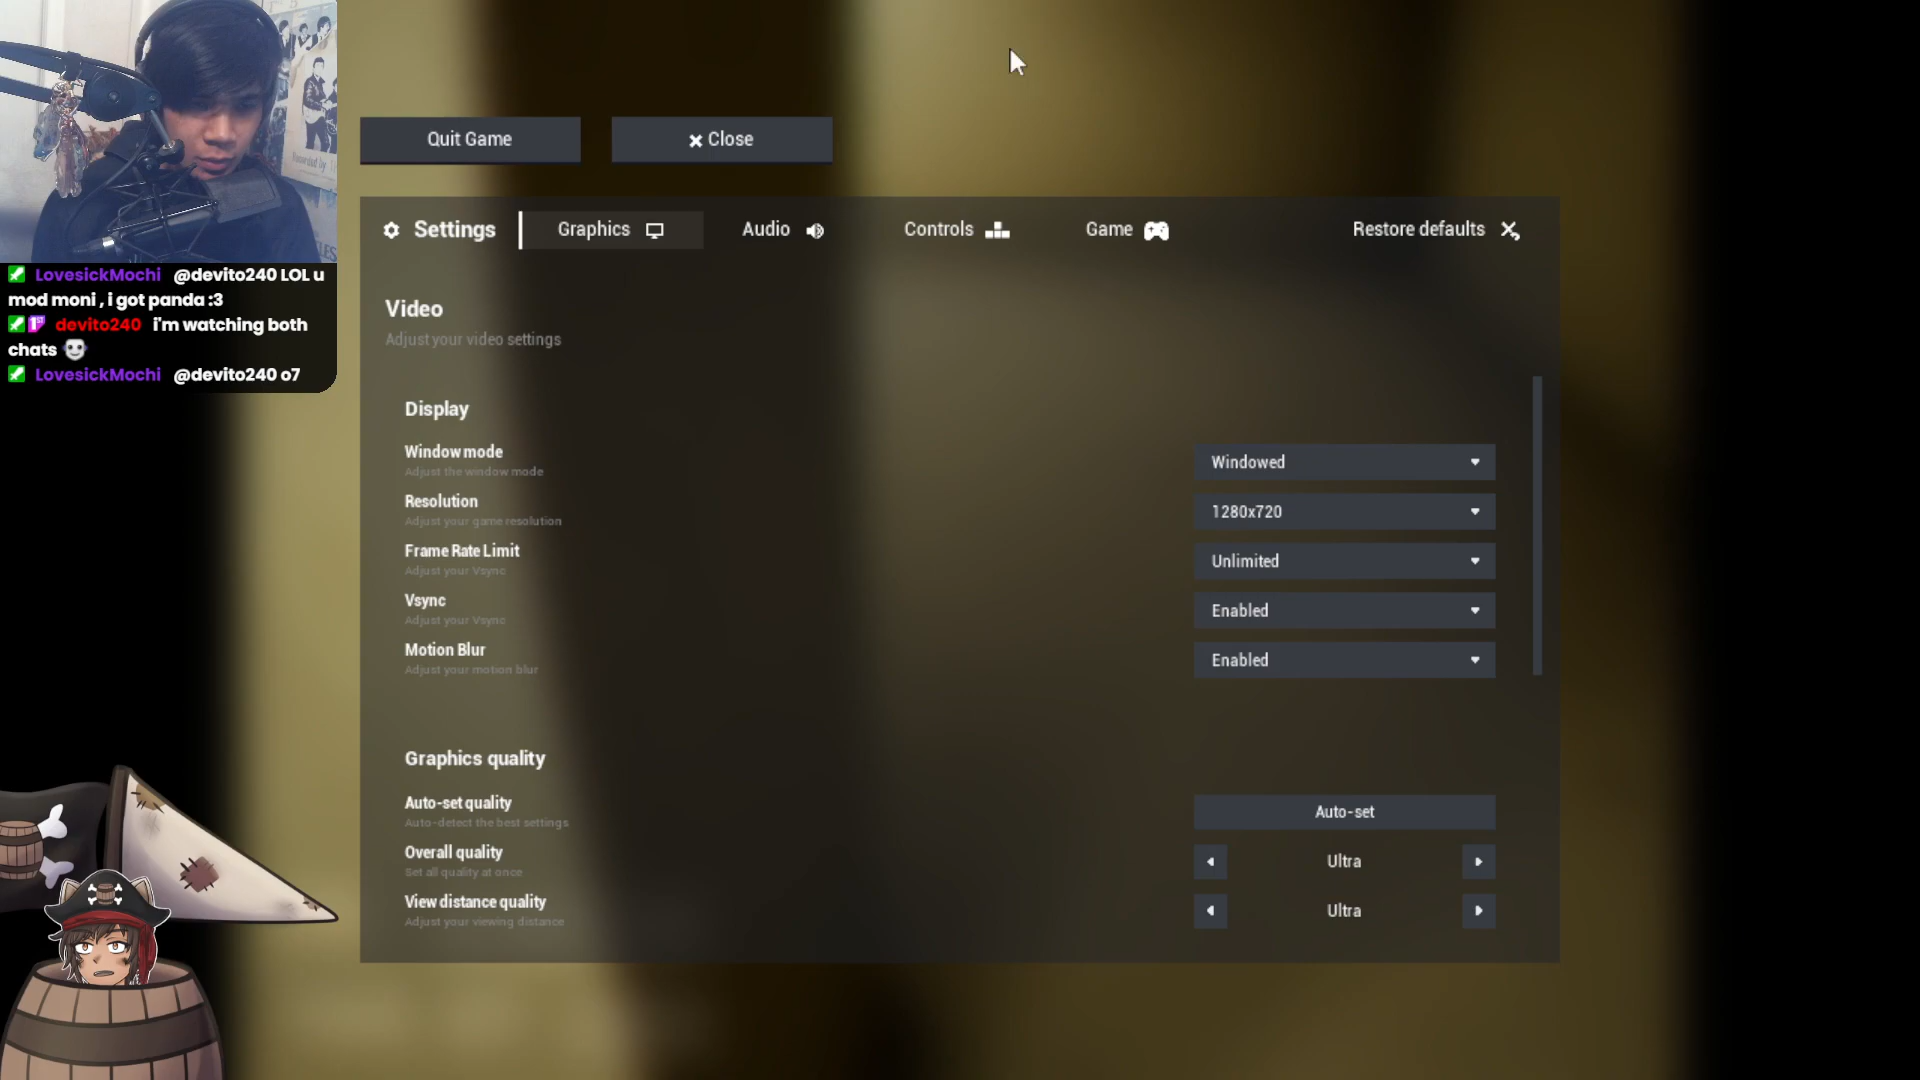 Quit Game
Close
Settings
Graphics
Audio
Controls
Game
Restore defaults
LovesickMochi @devito240 LOL u
mod moni , i got panda :3
devito240 i'm watching both
chats
LovesickMochi @devito240 o7
Video
Adjust your video settings
Display
Window mode
Adjust the window mode
Windowed
Resolution
Adjust your game resolution
1280x720
Frame Rate Limit
Adjust your Vsync
Unlimited
Vsync
Adjust your Vsync
Enabled
Motion Blur
Adjust your motion blur
Enabled
Graphics quality
Auto-set quality
Auto-detect the best settings
Auto-set
Overall quality
Set all quality at once
Ultra
View distance quality
Adjust your viewing distance
Ultra